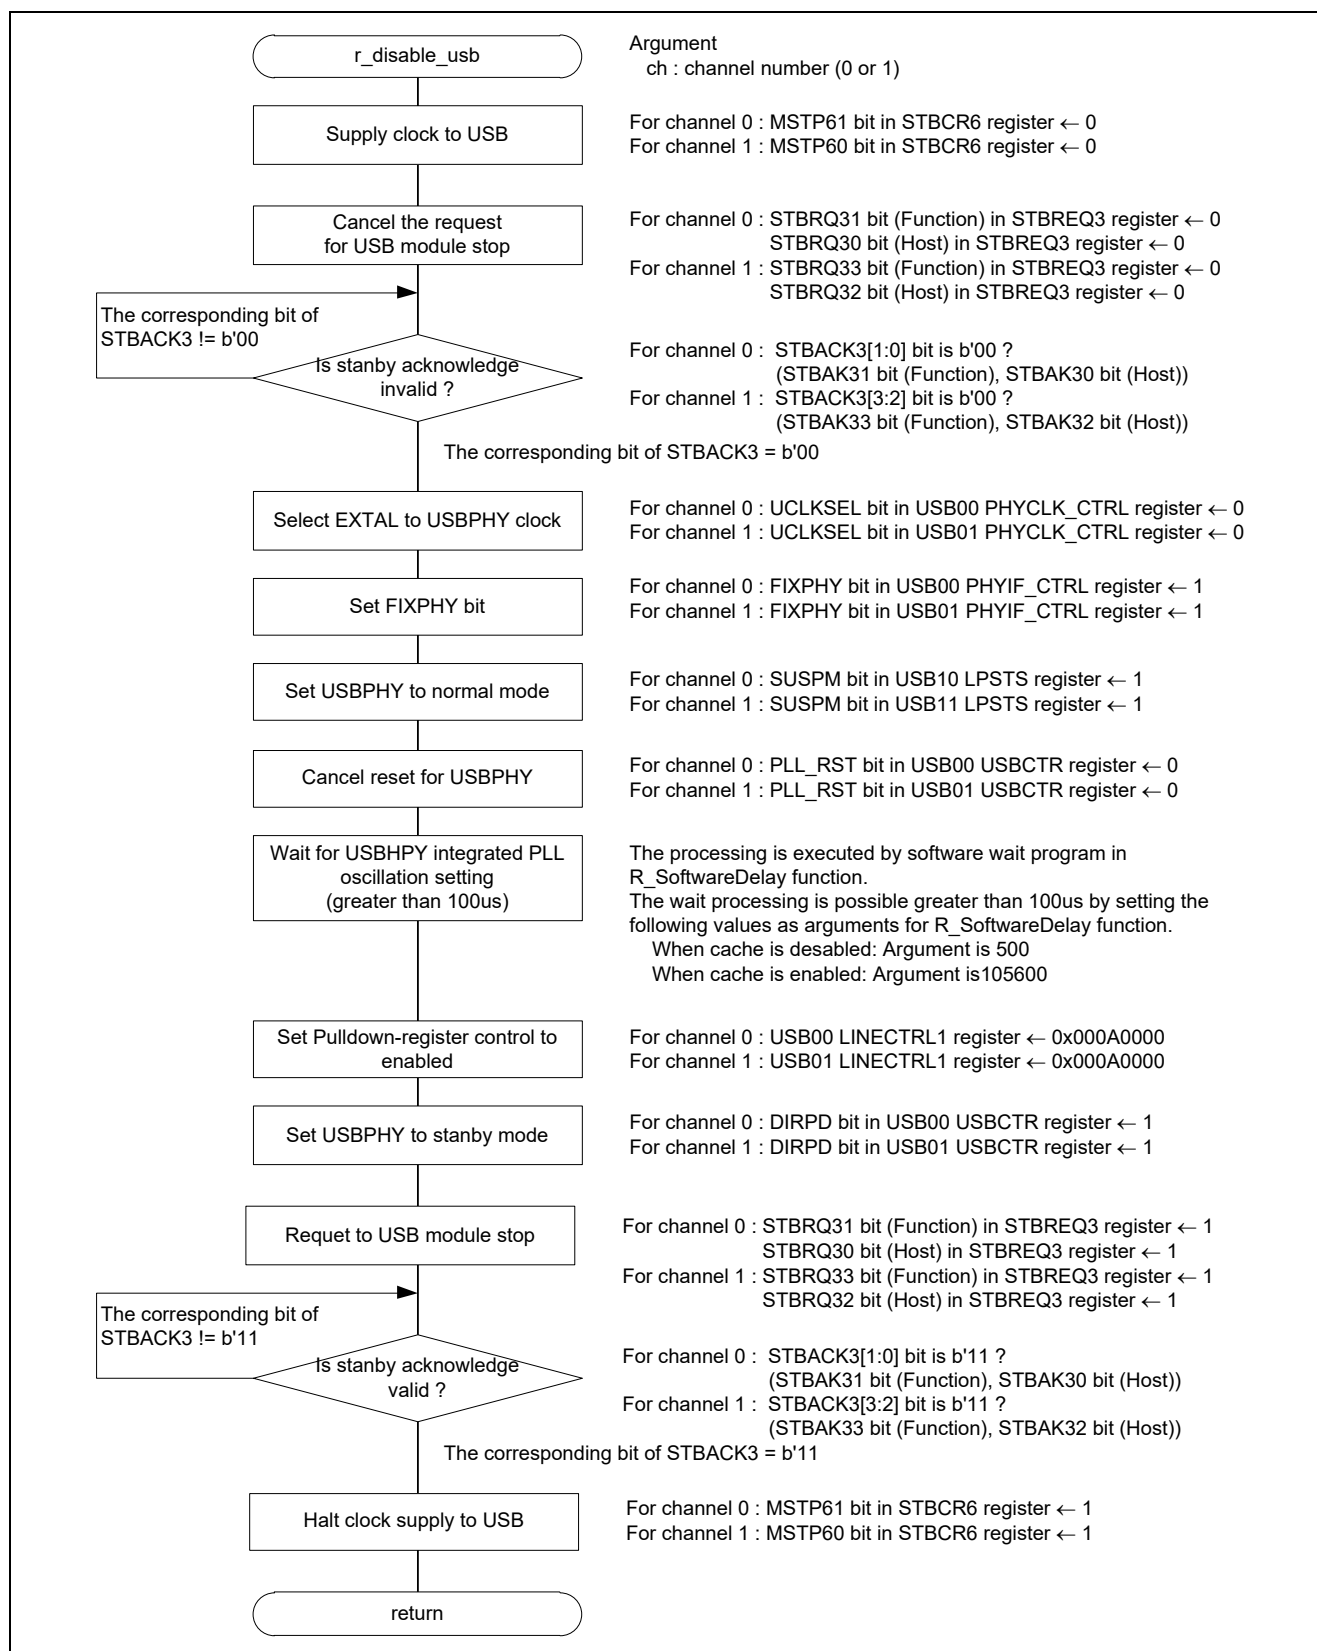 r_disable_usb
Argument
ch : channel number (0 or 1)
Supply clock to USB
For channel 0 : MSTP61 bit in STBCR6 register ← 0
For channel 1 : MSTP60 bit in STBCR6 register ← 0
Cancel the request
for USB module stop
For channel 0 : STBRQ31 bit (Function) in STBREQ3 register ← 0
STBRQ30 bit (Host) in STBREQ3 register ← 0
For channel 1 : STBRQ33 bit (Function) in STBREQ3 register ← 0
STBRQ32 bit (Host) in STBREQ3 register ← 0
The corresponding bit of
STBACK3 != b'00
Is stanby acknowledge
invalid ?
For channel 0 : STBACK3[1:0] bit is b'00 ?
(STBAK31 bit (Function), STBAK30 bit (Host))
For channel 1 : STBACK3[3:2] bit is b'00 ?
(STBAK33 bit (Function), STBAK32 bit (Host))
The corresponding bit of STBACK3 = b'00
Select EXTAL to USBPHY clock
For channel 0 : UCLKSEL bit in USB00 PHYCLK_CTRL register ← 0
For channel 1 : UCLKSEL bit in USB01 PHYCLK_CTRL register ← 0
Set FIXPHY bit
For channel 0 : FIXPHY bit in USB00 PHYIF_CTRL register ← 1
For channel 1 : FIXPHY bit in USB01 PHYIF_CTRL register ← 1
Set USBPHY to normal mode
For channel 0 : SUSPM bit in USB10 LPSTS register ← 1
For channel 1 : SUSPM bit in USB11 LPSTS register ← 1
Cancel reset for USBPHY
For channel 0 : PLL_RST bit in USB00 USBCTR register ← 0
For channel 1 : PLL_RST bit in USB01 USBCTR register ← 0
Wait for USBHPY integrated PLL
oscillation setting
(greater than 100us)
The processing is executed by software wait program in
R_SoftwareDelay function.
The wait processing is possible greater than 100us by setting the
following values as arguments for R_SoftwareDelay function.
When cache is desabled: Argument is 500
When cache is enabled: Argument is105600
Set Pulldown-register control to
enabled
For channel 0 : USB00 LINECTRL1 register ← 0x000A0000
For channel 1 : USB01 LINECTRL1 register ← 0x000A0000
Set USBPHY to stanby mode
For channel 0 : DIRPD bit in USB00 USBCTR register ← 1
For channel 1 : DIRPD bit in USB01 USBCTR register ← 1
Requet to USB module stop
For channel 0 : STBRQ31 bit (Function) in STBREQ3 register ← 1
STBRQ30 bit (Host) in STBREQ3 register ← 1
For channel 1 : STBRQ33 bit (Function) in STBREQ3 register ← 1
STBRQ32 bit (Host) in STBREQ3 register ← 1
The corresponding bit of
STBACK3 != b'11
Is stanby acknowledge
valid ?
For channel 0 : STBACK3[1:0] bit is b'11 ?
(STBAK31 bit (Function), STBAK30 bit (Host))
For channel 1 : STBACK3[3:2] bit is b'11 ?
(STBAK33 bit (Function), STBAK32 bit (Host))
The corresponding bit of STBACK3 = b'11
Halt clock supply to USB
For channel 0 : MSTP61 bit in STBCR6 register ← 1
For channel 1 : MSTP60 bit in STBCR6 register ← 1
return